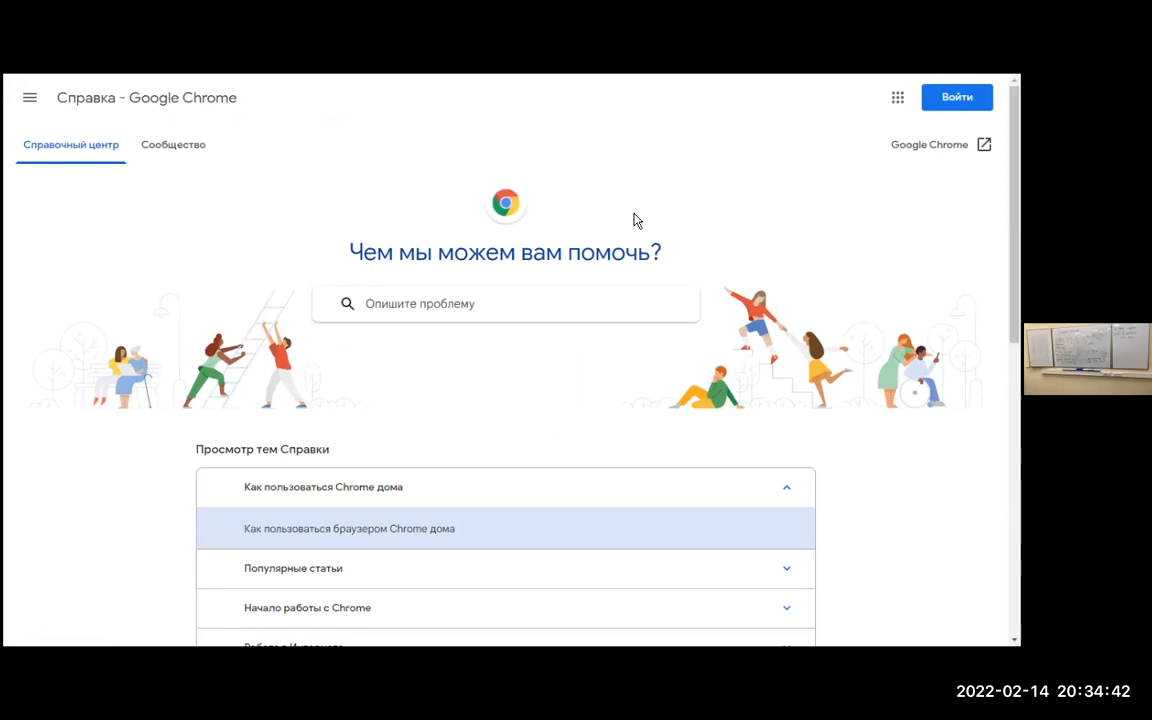 Справка - Google Chrome
Войти
Справочный центр
Сообщество
Google Chrome
Чем мы можем вам помочь?
Опишите проблему
Просмотр тем Справки
Как пользоваться Chrome дома
Как пользоваться браузером Chrome дома
Популярные статьи
Начало работы с Chrome
2022-02-14 20:34:42